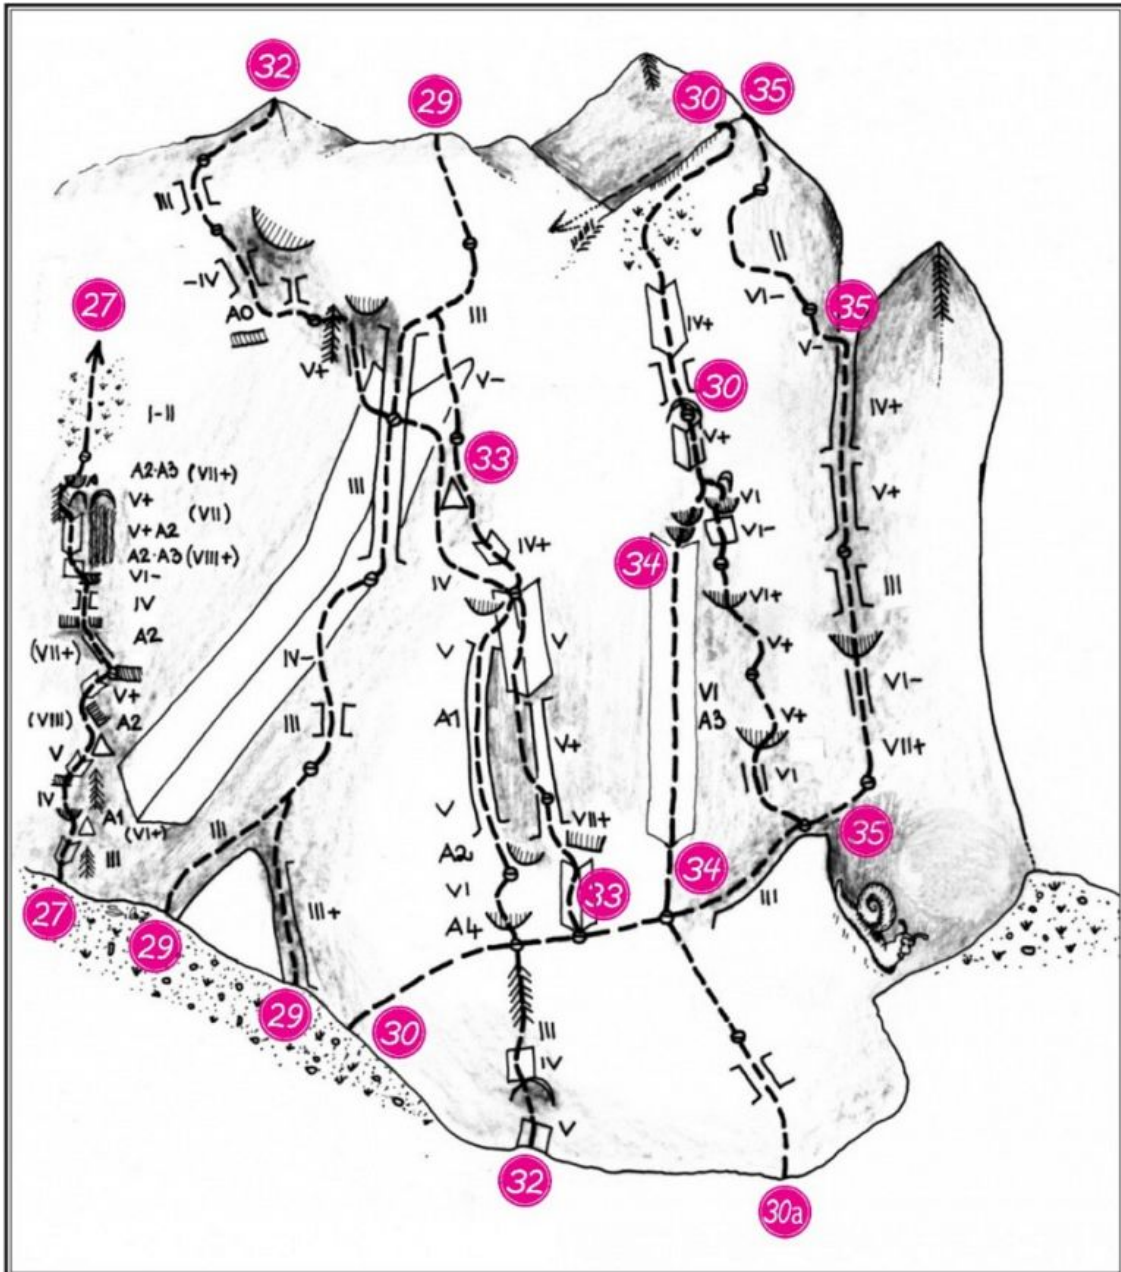 32
29
30
35
III
-IV
A0
V+
27
I-II
A2-A3 (VII+)
V+
(VII)
V+ A2
A2-A3 (VIII+)
VI-
IV
A2
(VII+)
V+
(VIII)
A2
V
IV
A1
(VI+)
III
27
III
V-
33
III
IV+
IV
IV-
III
V
V
A1
V+
V
VII+
A2
VI
A4
33
III
29
III+
29
30
III
IV
V
32
IV+
30
V+
VI
VI-
34
VI+
V+
VI
A3
V+
VI
34
III
30a
II
VI-
35
V-
IV+
V+
III
VI-
VII+
35